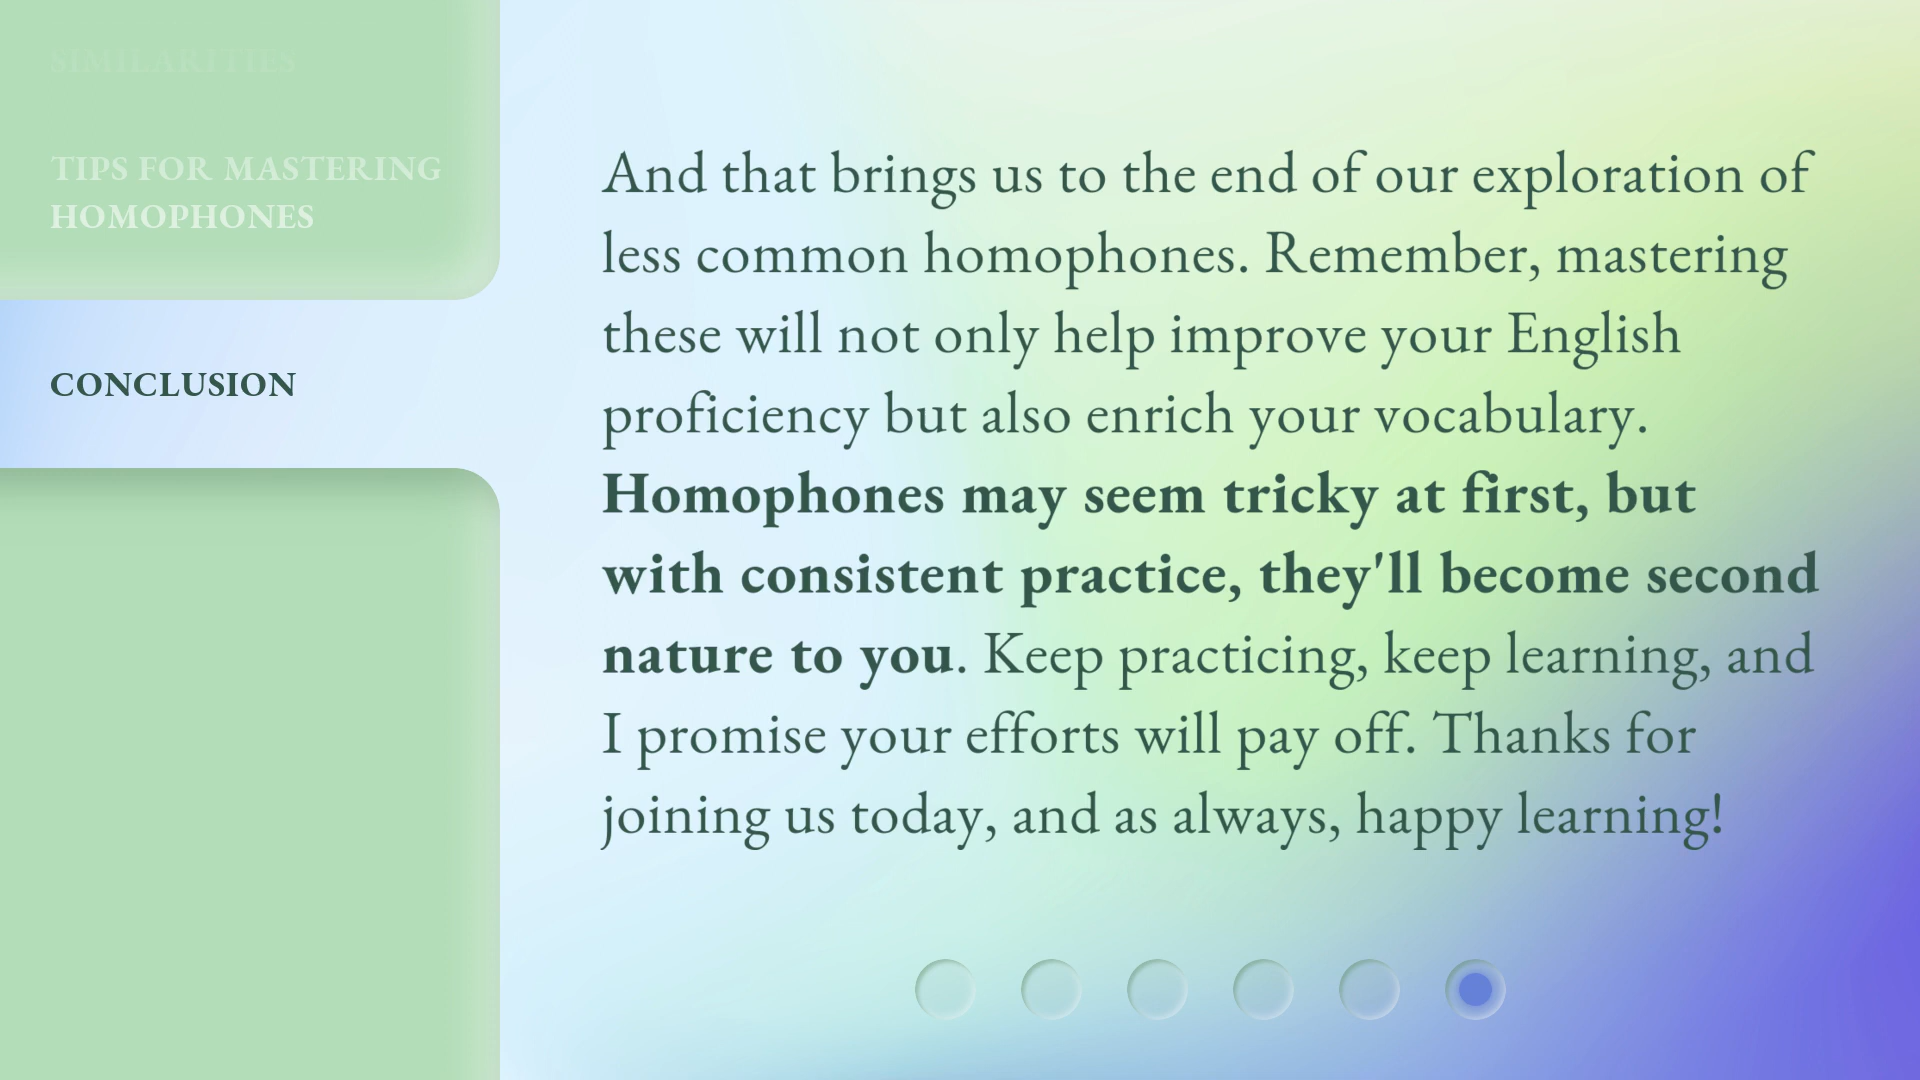 SIMILARITIES
TIPS FOR MASTERING
HOMOPHONES
CONCLUSION
And that brings us to the end of our exploration of
less common homophones. Remember, mastering
these will not only help improve your English
proficiency but also enrich your vocabulary.
Homophones may seem tricky at first, but
with consistent practice, they'll become second
nature to you. Keep practicing, keep learning, and
I promise your efforts will pay off. Thanks for
joining us today, and as always, happy learning!